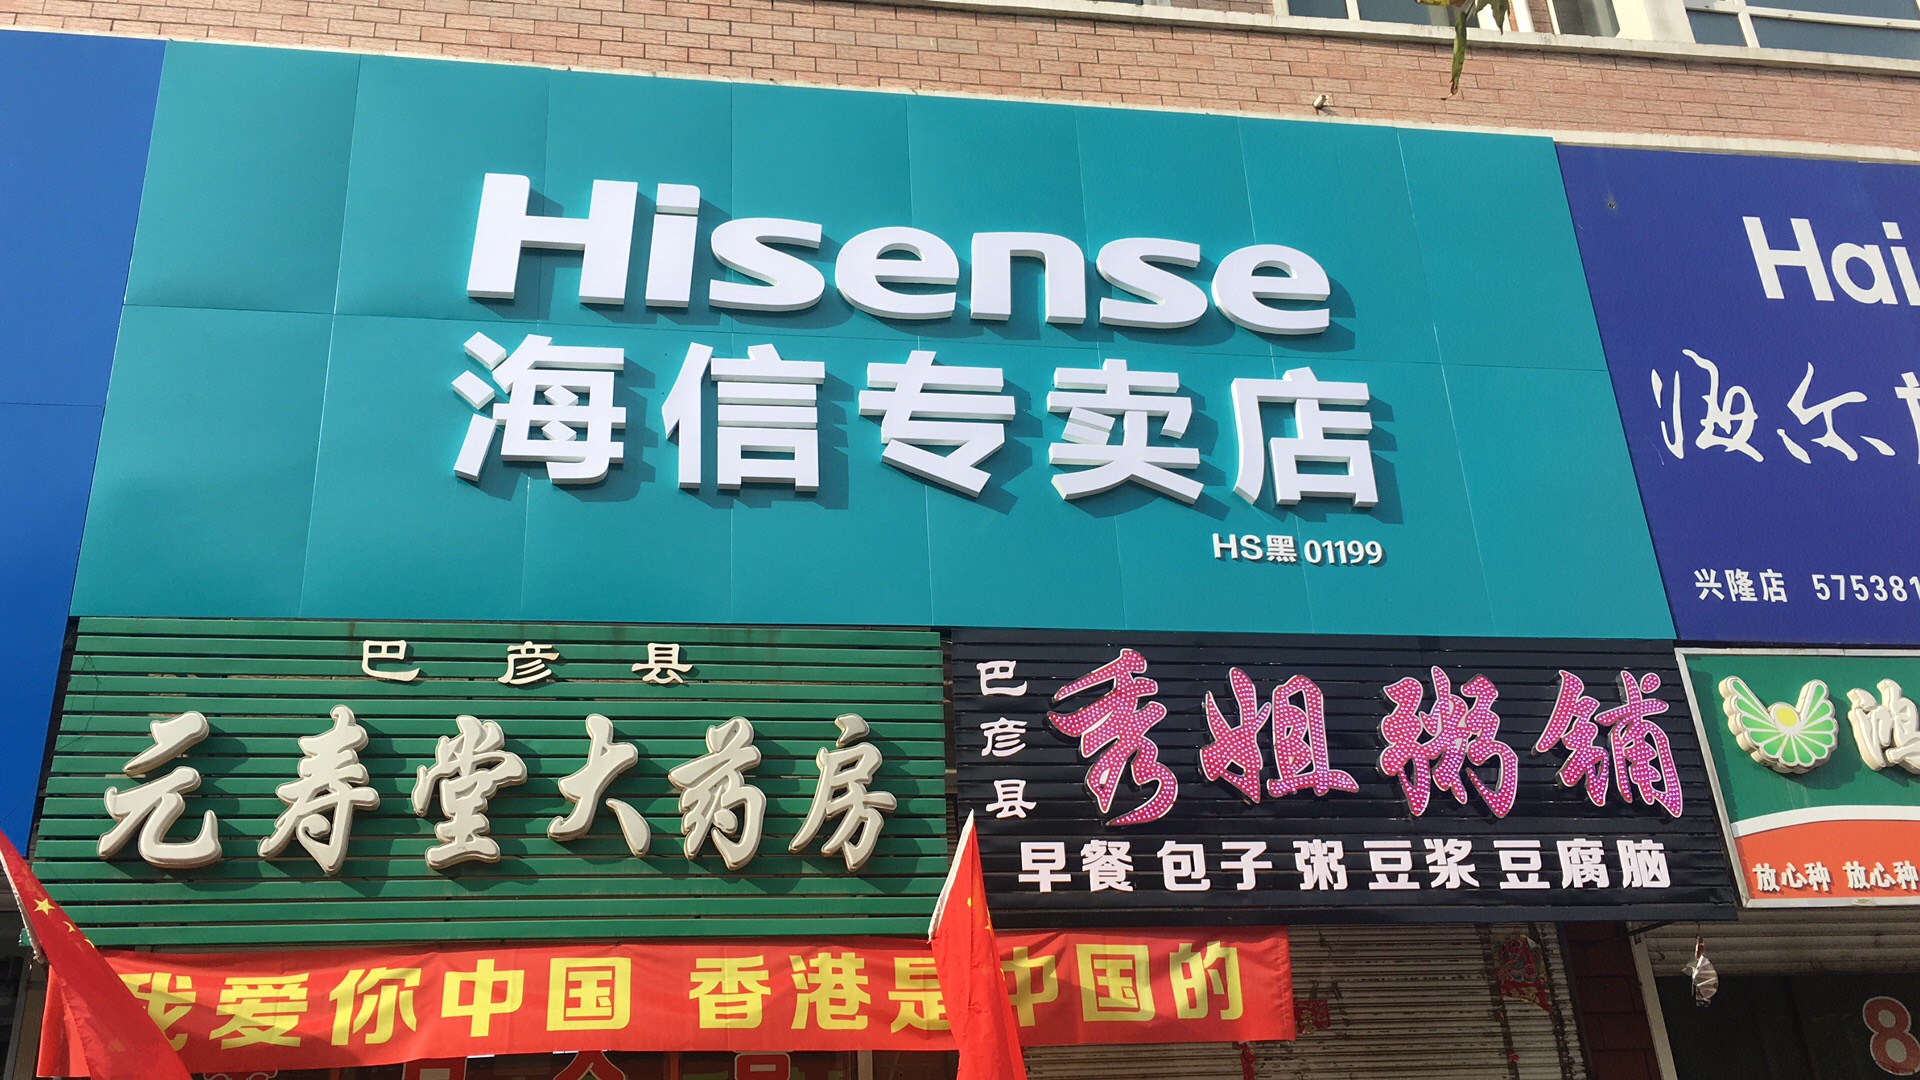 Hisense
海信专卖店
HS黑 01199
Hai
海尔
兴隆店 575381
巴彦县
元寿堂大药房
巴彦县
秀姐粥铺
早餐 包子 粥 豆浆 豆腐脑
鸿
放心种 放心种
我爱你中国 香港是中国的
8